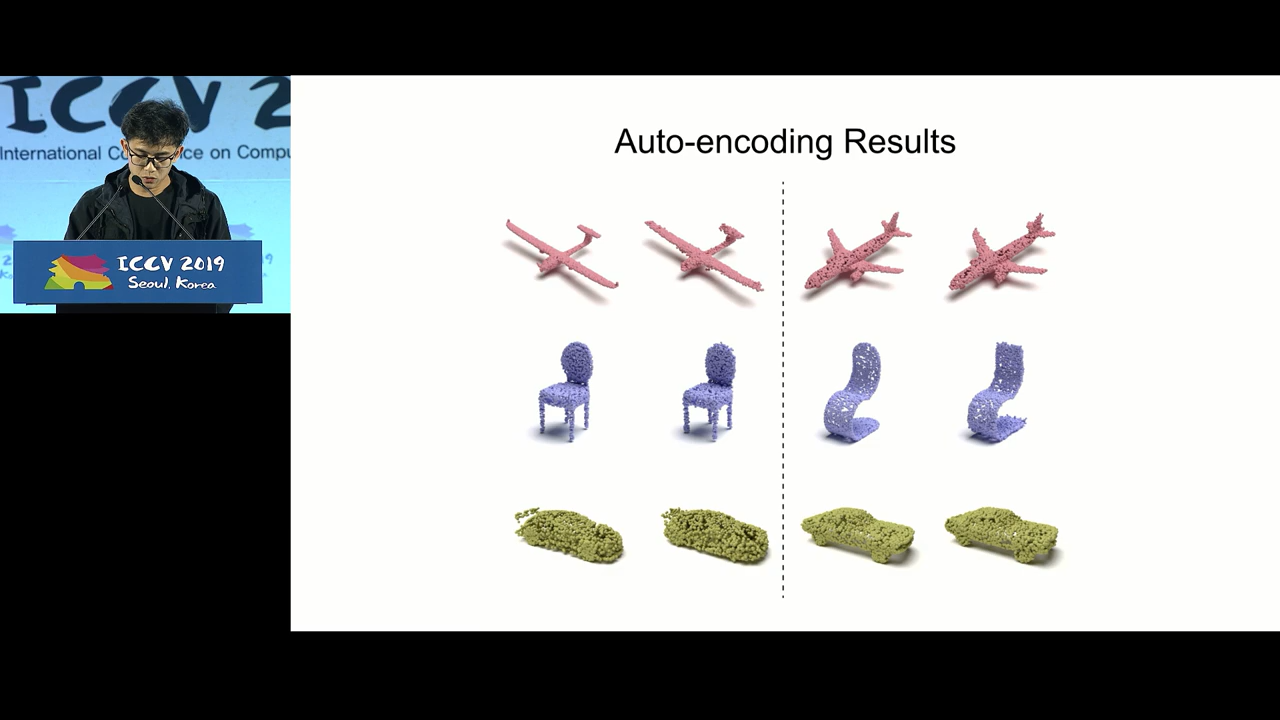 ICCV 2
International Co ce on Compu
ICCV 2019
Seoul, Korea
Auto-encoding Results